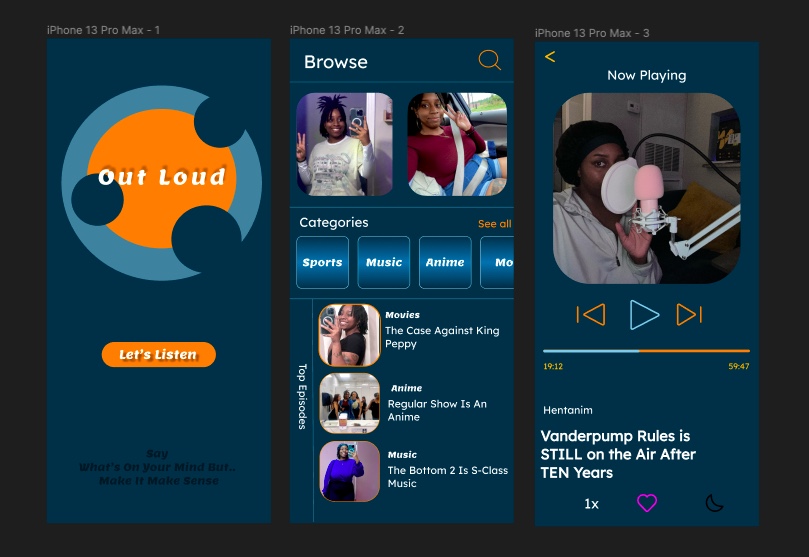 iPhone 13 Pro Max - 1
Out Loud
Let's Listen
Say
What's On Your Mind But..
Make It Make Sense
iPhone 13 Pro Max - 2
Browse
Categories
See all
Sports
Music
Anime
Mo
Top Episodes
Movies
The Case Against King
Peppy
Anime
Regular Show Is An
Anime
Music
The Bottom 2 Is S-Class
Music
iPhone 13 Pro Max - 3
<
Now Playing
19:12
59:47
Hentanim
Vanderpump Rules is
STILL on the Air After
TEN Years
1x